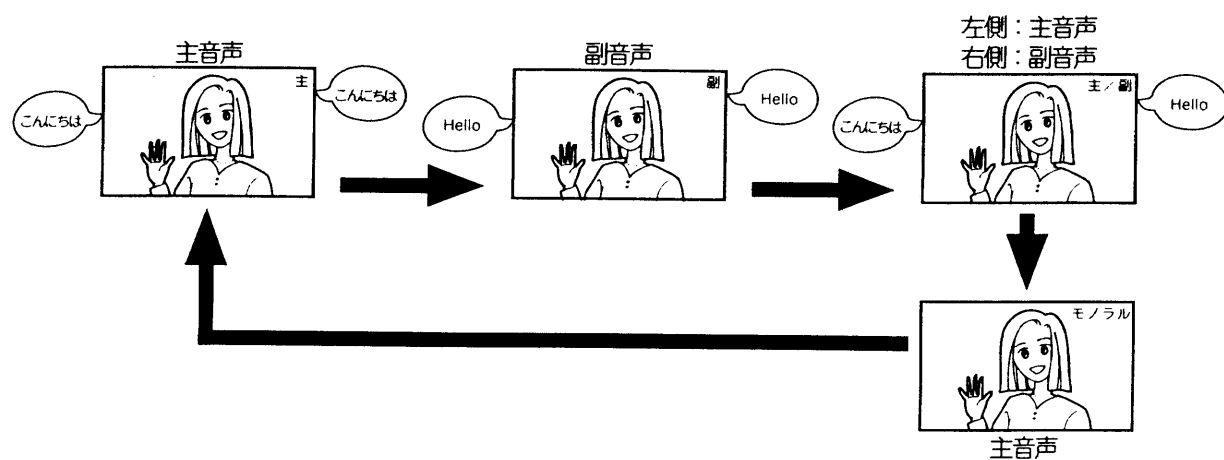 主音声
主
こんにちは
こんにちは
副音声
副
Hello
Hello
左側：主音声
右側：副音声
主／副
こんにちは
Hello
モノラル
主音声